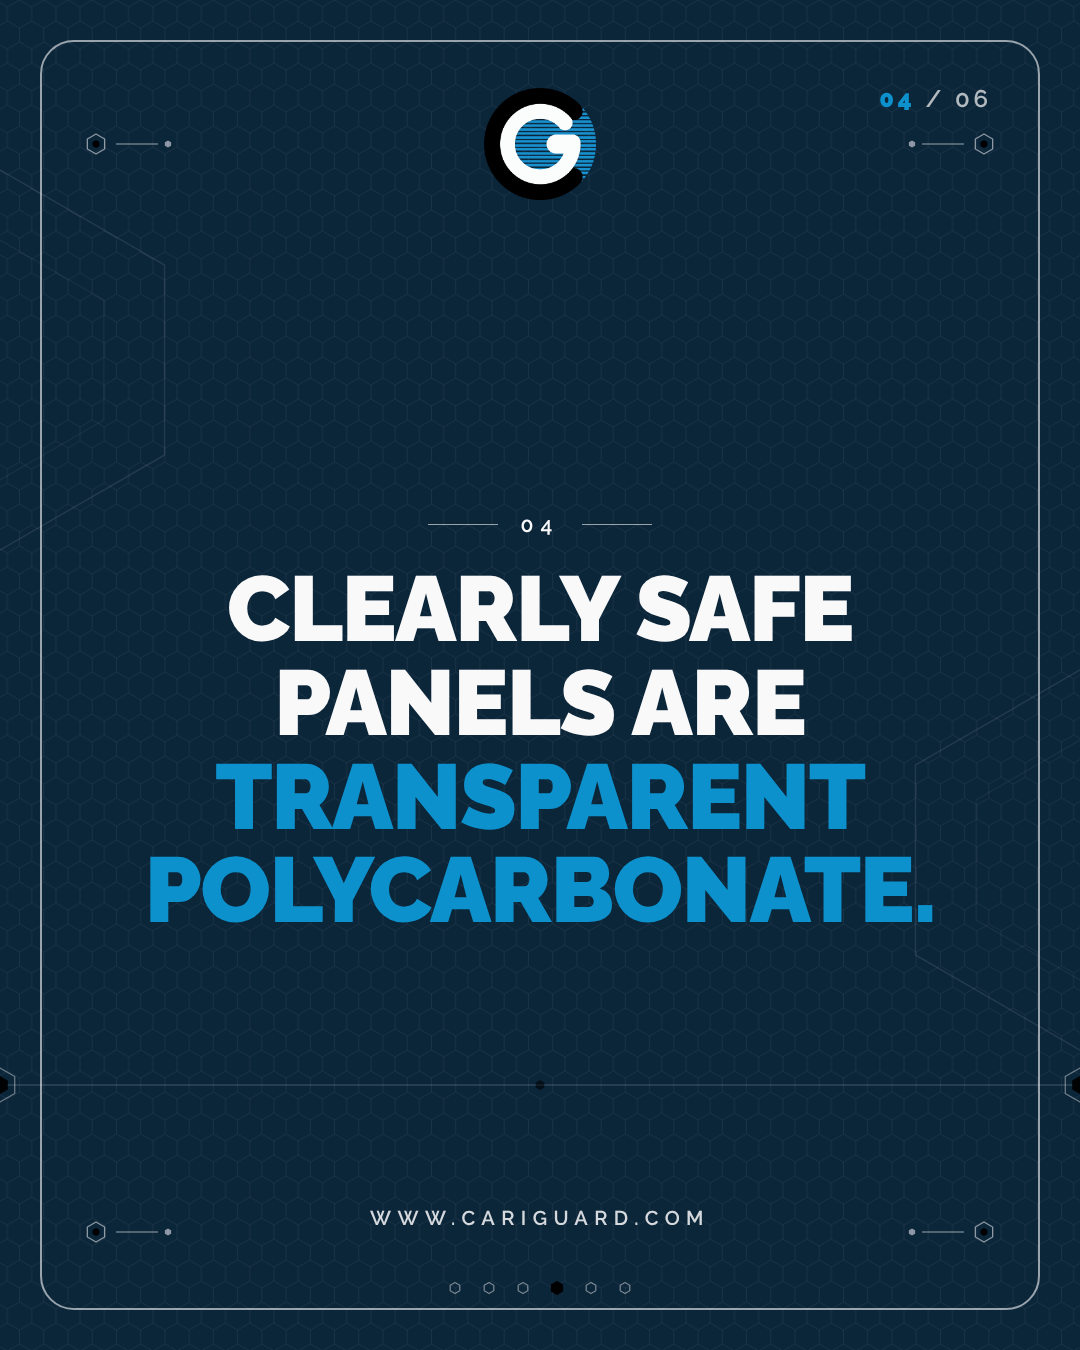 04 / 06
04
CLEARLY SAFE
PANELS ARE
TRANSPARENT
POLYCARBONATE.
WWW.CARIGUARD.COM